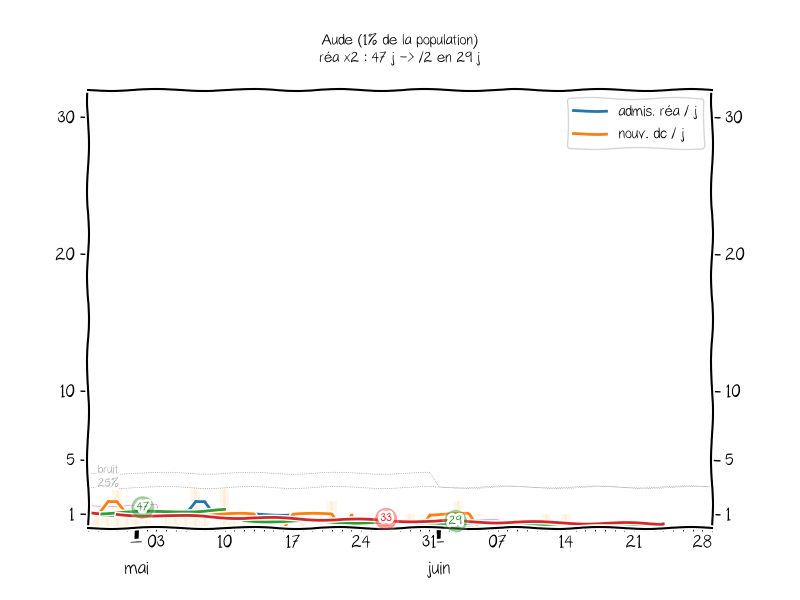 Aude (1% de la population)
réa x2 : 47 j -> /2 en 29 j
admis. réa / j
nouv. dc / j
30 30
20 20
10 10
5 5
bruit
25%
1 1
47 33 29
03 10 17 24 31 07 14 21 28
mai juin